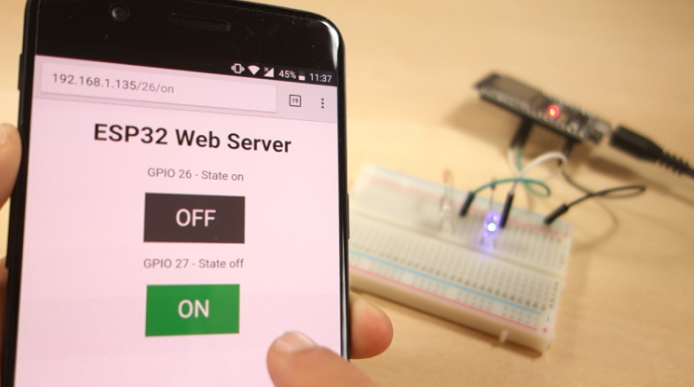 45% 11:37
192.168.1.135/26/on
19
ESP32 Web Server
GPIO 26 - State on
OFF
GPIO 27 - State off
ON